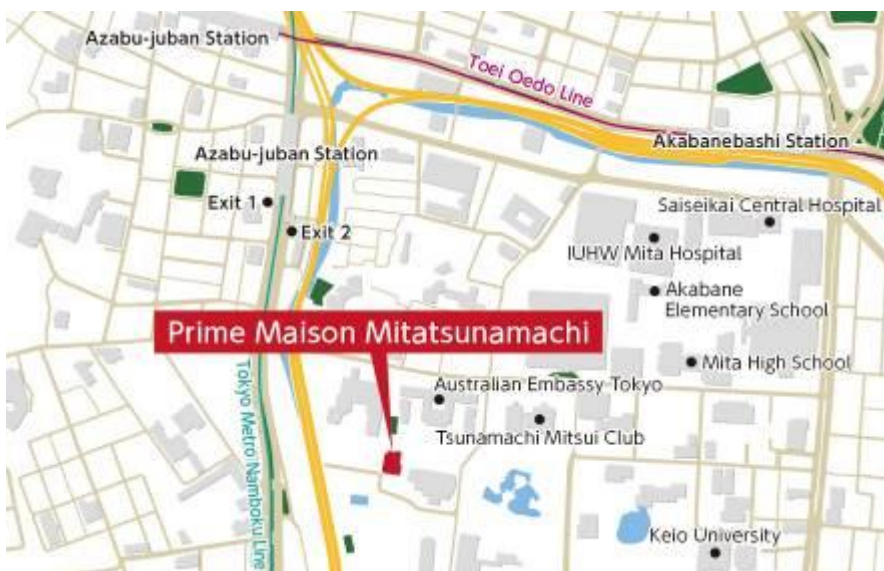 Azabu-juban Station
Toei Oedo Line
Akabanebashi Station
Azabu-juban Station
Exit 1
Exit 2
Saiseikai Central Hospital
IUHW Mita Hospital
Akabane
Elementary School
Prime Maison Mitatsunamachi
Mita High School
Australian Embassy Tokyo
Tsunamachi Mitsui Club
Tokyo Metro Namboku Line
Keio University